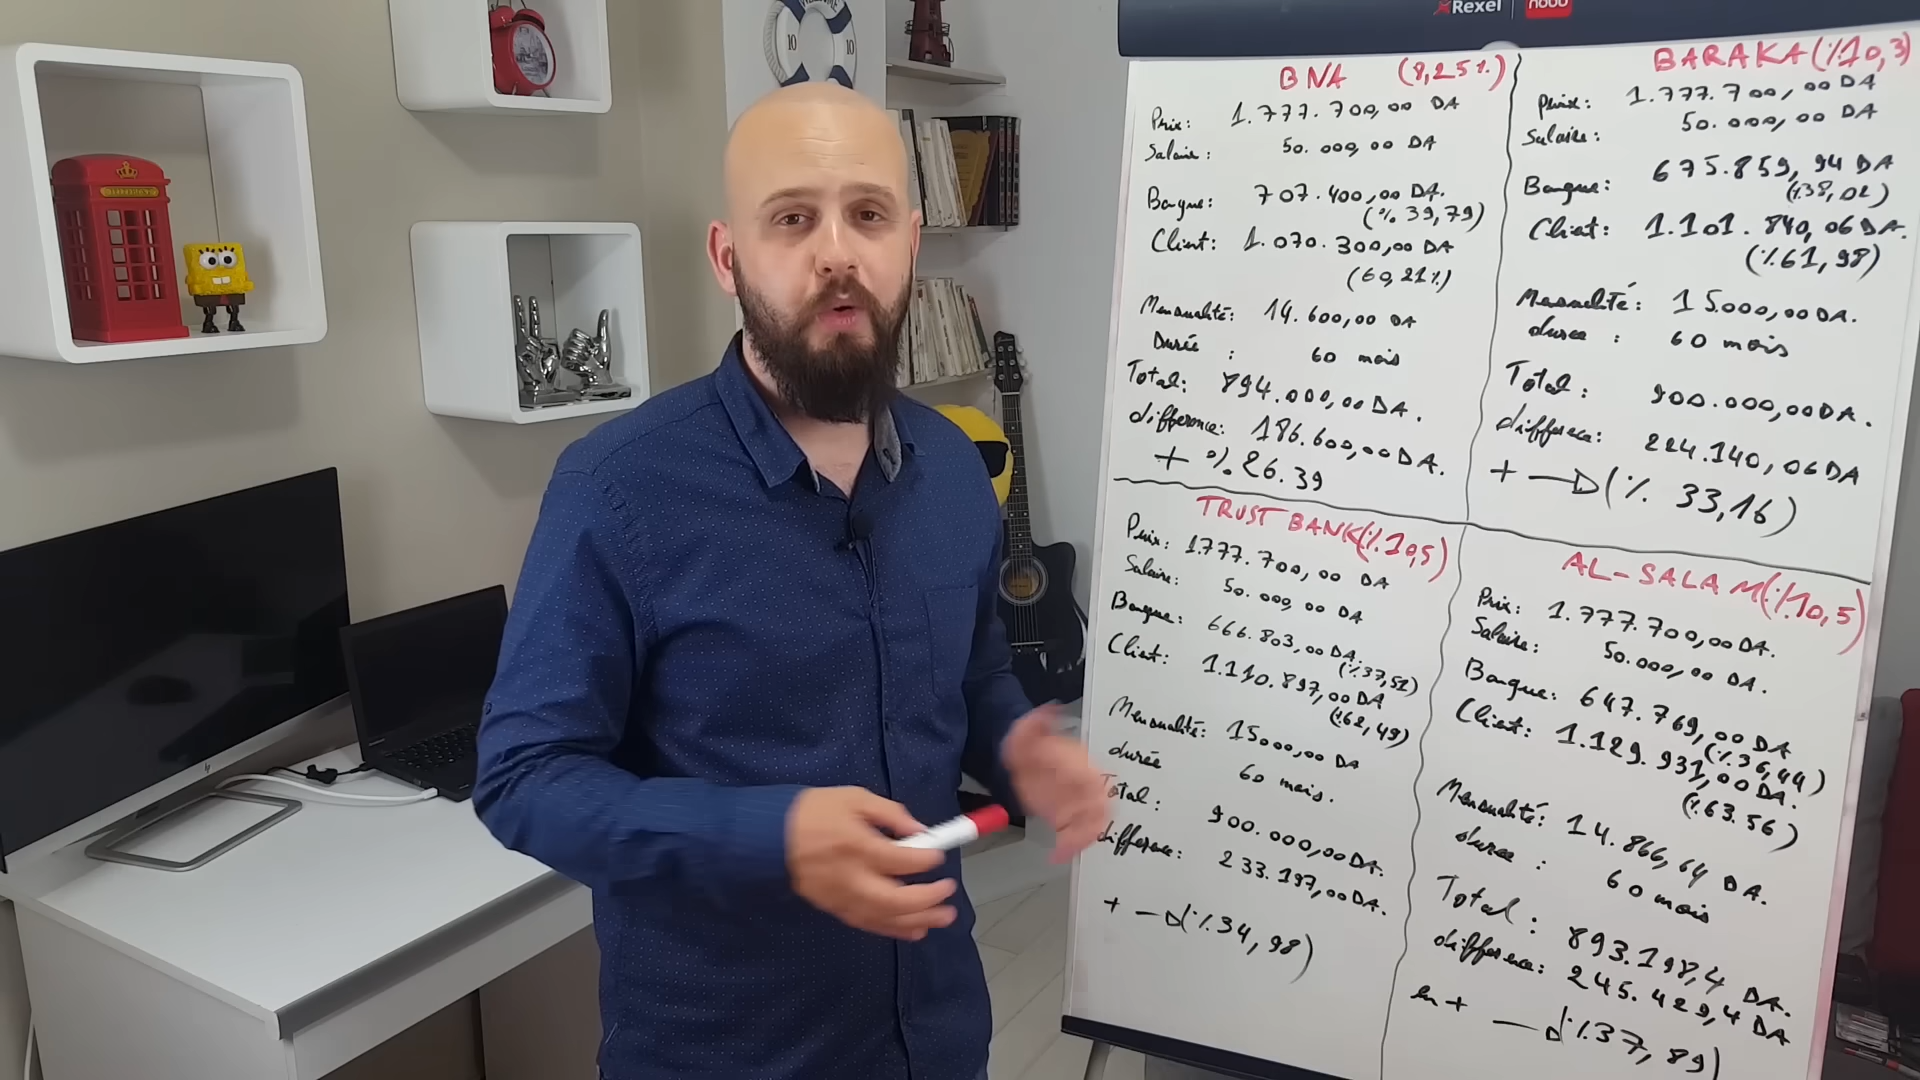 Rexel nobo
BNA (8,25%)
Prix: 1.777.700,00 DA
Salaire: 50.000,00 DA
Banque: 707.400,00 DA.
(% 39,79)
Client: 1.070.300,00 DA
(60,21%)
Mensualité: 14.600,00 DA
Durée : 60 mois
Total: 894.000,00 DA.
difference: 186.600,00 DA.
+ %26.39
BARAKA (%10,3)
Prix: 1.777.700,00 DA
Salaire: 50.000,00 DA
Banque: 675.859,94 DA
(%38,02)
Client: 1.101.840,06 DA.
(%61,98)
Mensualité: 15000,00 DA.
durée : 60 mois
Total: 900.000,00 DA.
difference: 224.140,06 DA
+ → (% 33,16)
TRUST BANK (%10,5)
Prix: 1.777.700,00 DA
Salaire: 50.000,00 DA
Banque: 666.803,00 DA
(%37,51)
Client: 1.110.897,00 DA
(%62,49)
Mensualité: 15000,00 DA
durée 60 mois.
Total: 900.000,00 DA.
difference: 233.197,00 DA.
+ → (%34,98)
AL-SALAM (%10,5)
Prix: 1.777.700,00 DA.
Salaire: 50.000,00 DA.
Banque: 647.769,00 DA
(%36,44)
Client: 1.129.931,00 DA.
(%63.56)
Mensualité: 14.866,64 DA.
durée : 60 mois
Total: 893.198,4 DA.
difference: 245.429,4 DA
en + → (%37,89)
10 10